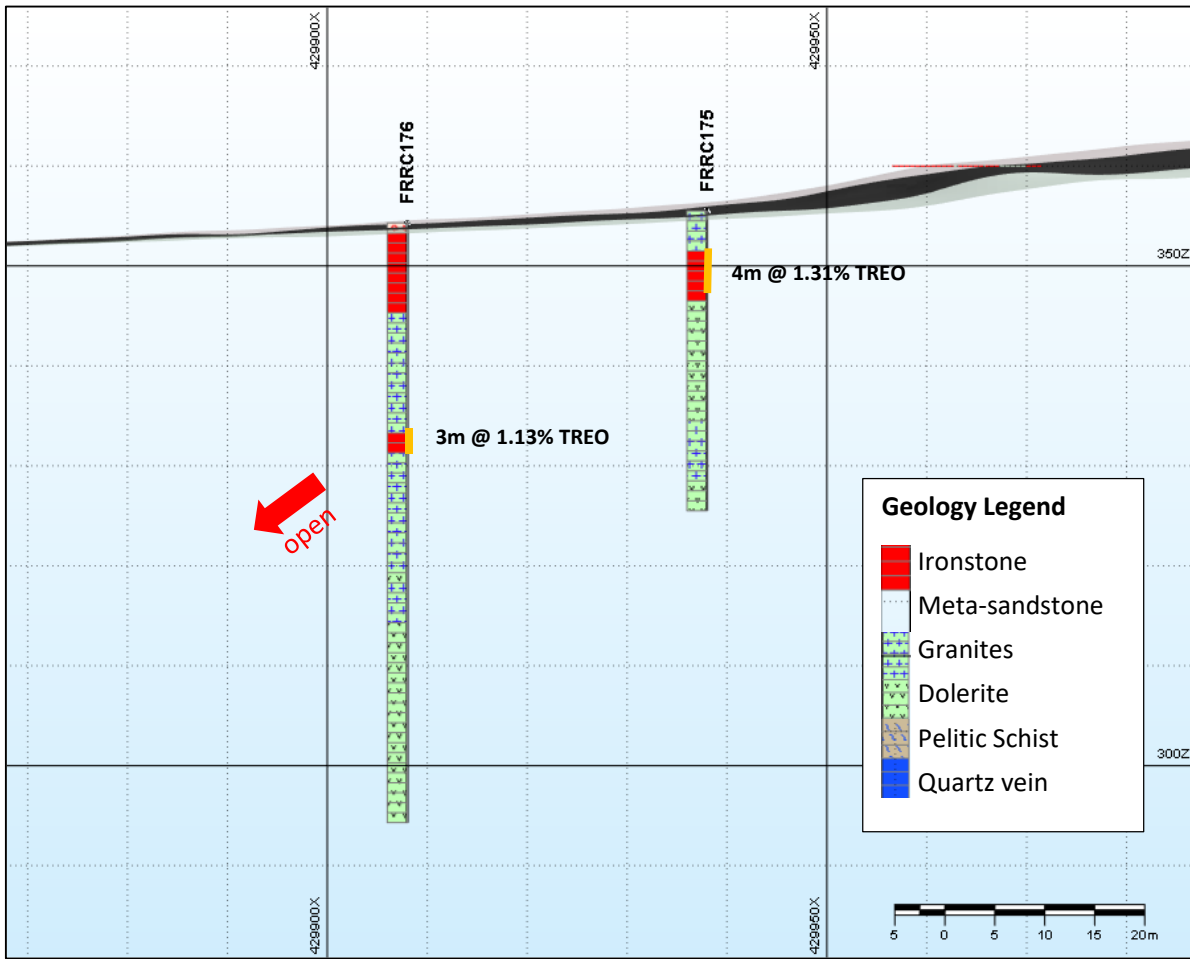 429900X
429950X
FRRC176
FRRC175
350Z
4m @ 1.31% TREO
3m @ 1.13% TREO
open
Geology Legend
Ironstone
Meta-sandstone
Granites
Dolerite
Pelitic Schist
Quartz vein
300Z
429900X
429950X
5 0 5 10 15 20m